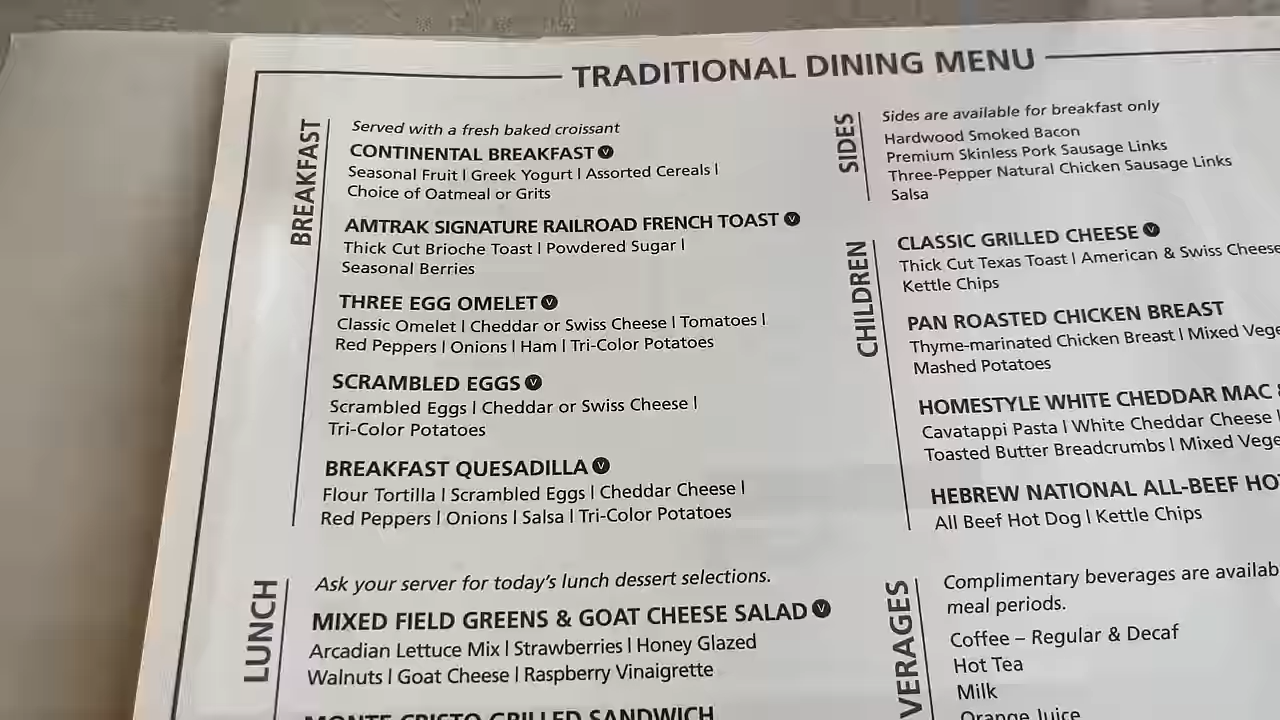 TRADITIONAL DINING MENU
BREAKFAST
Served with a fresh baked croissant
CONTINENTAL BREAKFAST V
Seasonal Fruit | Greek Yogurt | Assorted Cereals |
Choice of Oatmeal or Grits
AMTRAK SIGNATURE RAILROAD FRENCH TOAST V
Thick Cut Brioche Toast | Powdered Sugar |
Seasonal Berries
THREE EGG OMELET V
Classic Omelet | Cheddar or Swiss Cheese | Tomatoes |
Red Peppers | Onions | Ham | Tri-Color Potatoes
SCRAMBLED EGGS V
Scrambled Eggs | Cheddar or Swiss Cheese |
Tri-Color Potatoes
BREAKFAST QUESADILLA V
Flour Tortilla | Scrambled Eggs | Cheddar Cheese |
Red Peppers | Onions | Salsa | Tri-Color Potatoes
LUNCH
Ask your server for today's lunch dessert selections.
MIXED FIELD GREENS & GOAT CHEESE SALAD V
Arcadian Lettuce Mix | Strawberries | Honey Glazed
Walnuts | Goat Cheese | Raspberry Vinaigrette
MONTE CRISTO GRILLED SANDWICH
SIDES
Sides are available for breakfast only
Hardwood Smoked Bacon
Premium Skinless Pork Sausage Links
Three-Pepper Natural Chicken Sausage Links
Salsa
CHILDREN
CLASSIC GRILLED CHEESE V
Thick Cut Texas Toast | American & Swiss Cheese
Kettle Chips
PAN ROASTED CHICKEN BREAST
Thyme-marinated Chicken Breast | Mixed Vege
Mashed Potatoes
HOMESTYLE WHITE CHEDDAR MAC
Cavatappi Pasta | White Cheddar Cheese |
Toasted Butter Breadcrumbs | Mixed Vege
HEBREW NATIONAL ALL-BEEF HO
All Beef Hot Dog | Kettle Chips
VERAGES
Complimentary beverages are availab
meal periods.
Coffee – Regular & Decaf
Hot Tea
Milk
Orange Juice